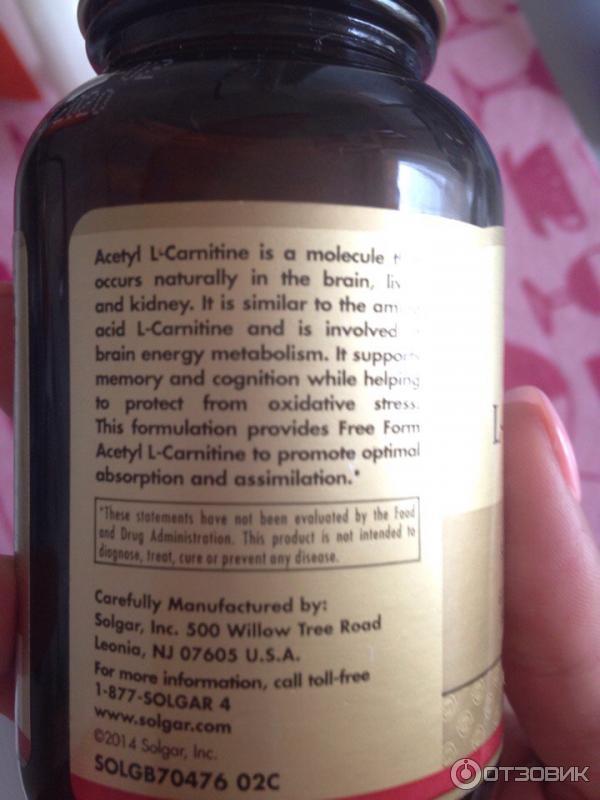 Acetyl L-Carnitine is a molecule
occurs naturally in the brain,
and kidney. It is similar to the
acid L-Carnitine and is involved
brain energy metabolism. It supports
memory and cognition while helping
to protect from oxidative stress.
This formulation provides Free Form
Acetyl L-Carnitine to promote optimal
absorption and assimilation.*
*These statements have not been evaluated by the Food
and Drug Administration. This product is not intended to
diagnose, treat, cure or prevent any disease.
Carefully Manufactured by:
Solgar, Inc. 500 Willow Tree Road
Leonia, NJ 07605 U.S.A.
For more information, call toll-free
1-877-SOLGAR 4
www.solgar.com
©2014 Solgar, Inc.
SOLGB70476 02C
ОТЗОВИК